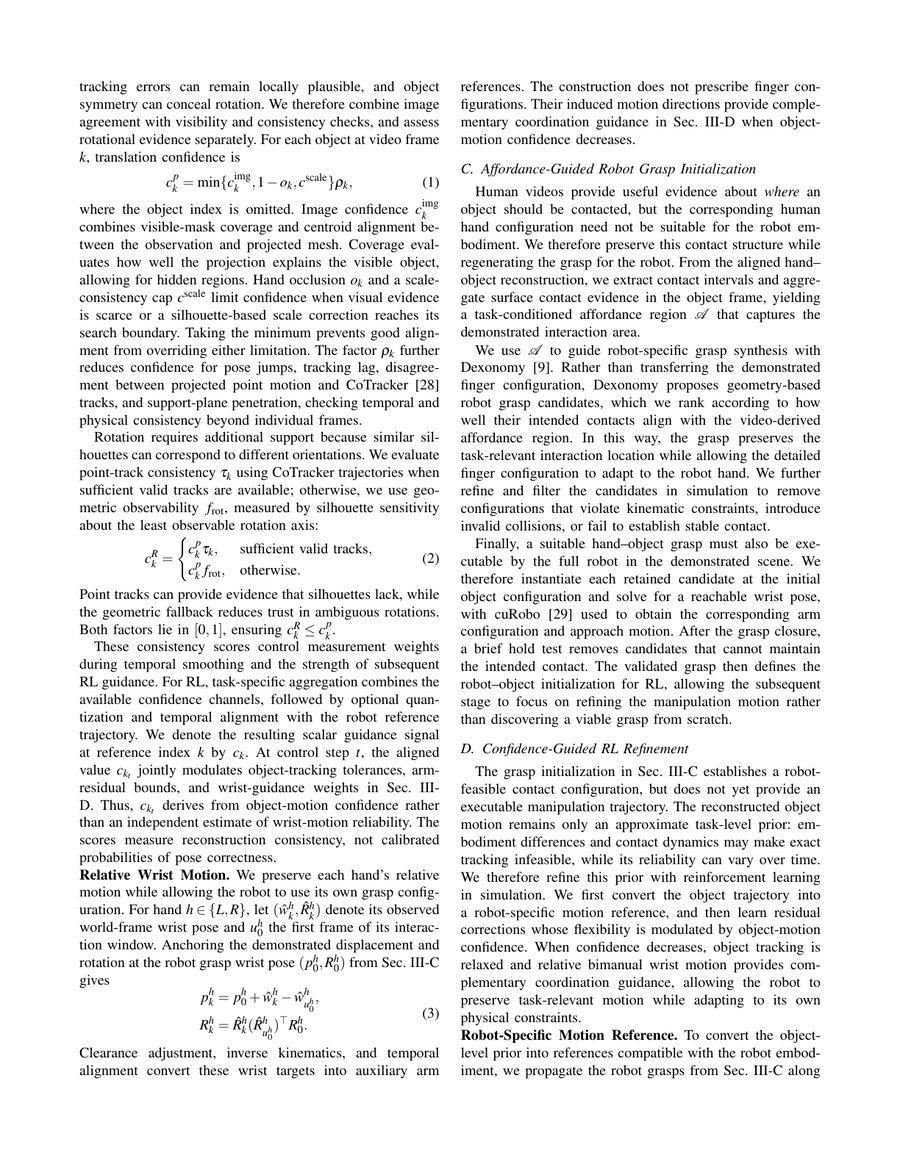 tracking errors can remain locally plausible, and object
symmetry can conceal rotation. We therefore combine image
agreement with visibility and consistency checks, and assess
rotational evidence separately. For each object at video frame
k, translation confidence is
c_k^p = min{c_k^img, 1 − o_k, c^scale}ρ_k, (1)
where the object index is omitted. Image confidence c_k^img
combines visible-mask coverage and centroid alignment be-
tween the observation and projected mesh. Coverage eval-
uates how well the projection explains the visible object,
allowing for hidden regions. Hand occlusion o_k and a scale-
consistency cap c^scale limit confidence when visual evidence
is scarce or a silhouette-based scale correction reaches its
search boundary. Taking the minimum prevents good align-
ment from overriding either limitation. The factor ρ_k further
reduces confidence for pose jumps, tracking lag, disagree-
ment between projected point motion and CoTracker [28]
tracks, and support-plane penetration, checking temporal and
physical consistency beyond individual frames.
Rotation requires additional support because similar sil-
houettes can correspond to different orientations. We evaluate
point-track consistency τ_k using CoTracker trajectories when
sufficient valid tracks are available; otherwise, we use geo-
metric observability f_rot, measured by silhouette sensitivity
about the least observable rotation axis:
c_k^R = { c_k^p τ_k, sufficient valid tracks,
c_k^p f_rot, otherwise. (2)
Point tracks can provide evidence that silhouettes lack, while
the geometric fallback reduces trust in ambiguous rotations.
Both factors lie in [0, 1], ensuring c_k^R ≤ c_k^p.
These consistency scores control measurement weights
during temporal smoothing and the strength of subsequent
RL guidance. For RL, task-specific aggregation combines the
available confidence channels, followed by optional quan-
tization and temporal alignment with the robot reference
trajectory. We denote the resulting scalar guidance signal
at reference index k by c_k. At control step t, the aligned
value c_{k_t} jointly modulates object-tracking tolerances, arm-
residual bounds, and wrist-guidance weights in Sec. III-
D. Thus, c_{k_t} derives from object-motion confidence rather
than an independent estimate of wrist-motion reliability. The
scores measure reconstruction consistency, not calibrated
probabilities of pose correctness.
Relative Wrist Motion. We preserve each hand's relative
motion while allowing the robot to use its own grasp config-
uration. For hand h ∈ {L, R}, let (ŵ_k^h, R̂_k^h) denote its observed
world-frame wrist pose and u_0^h the first frame of its interac-
tion window. Anchoring the demonstrated displacement and
rotation at the robot grasp wrist pose (p_0^h, R_0^h) from Sec. III-C
gives
p_k^h = p_0^h + ŵ_k^h − ŵ_{u_0^h}^h,
R_k^h = R̂_k^h (R̂_{u_0^h}^h)^⊤ R_0^h. (3)
Clearance adjustment, inverse kinematics, and temporal
alignment convert these wrist targets into auxiliary arm
references. The construction does not prescribe finger con-
figurations. Their induced motion directions provide comple-
mentary coordination guidance in Sec. III-D when object-
motion confidence decreases.
C. Affordance-Guided Robot Grasp Initialization
Human videos provide useful evidence about where an
object should be contacted, but the corresponding human
hand configuration need not be suitable for the robot em-
bodiment. We therefore preserve this contact structure while
regenerating the grasp for the robot. From the aligned hand–
object reconstruction, we extract contact intervals and aggre-
gate surface contact evidence in the object frame, yielding
a task-conditioned affordance region 𝒜 that captures the
demonstrated interaction area.
We use 𝒜 to guide robot-specific grasp synthesis with
Dexonomy [9]. Rather than transferring the demonstrated
finger configuration, Dexonomy proposes geometry-based
robot grasp candidates, which we rank according to how
well their intended contacts align with the video-derived
affordance region. In this way, the grasp preserves the
task-relevant interaction location while allowing the detailed
finger configuration to adapt to the robot hand. We further
refine and filter the candidates in simulation to remove
configurations that violate kinematic constraints, introduce
invalid collisions, or fail to establish stable contact.
Finally, a suitable hand–object grasp must also be exe-
cutable by the full robot in the demonstrated scene. We
therefore instantiate each retained candidate at the initial
object configuration and solve for a reachable wrist pose,
with cuRobo [29] used to obtain the corresponding arm
configuration and approach motion. After the grasp closure,
a brief hold test removes candidates that cannot maintain
the intended contact. The validated grasp then defines the
robot–object initialization for RL, allowing the subsequent
stage to focus on refining the manipulation motion rather
than discovering a viable grasp from scratch.
D. Confidence-Guided RL Refinement
The grasp initialization in Sec. III-C establishes a robot-
feasible contact configuration, but does not yet provide an
executable manipulation trajectory. The reconstructed object
motion remains only an approximate task-level prior: em-
bodiment differences and contact dynamics may make exact
tracking infeasible, while its reliability can vary over time.
We therefore refine this prior with reinforcement learning
in simulation. We first convert the object trajectory into
a robot-specific motion reference, and then learn residual
corrections whose flexibility is modulated by object-motion
confidence. When confidence decreases, object tracking is
relaxed and relative bimanual wrist motion provides com-
plementary coordination guidance, allowing the robot to
preserve task-relevant motion while adapting to its own
physical constraints.
Robot-Specific Motion Reference. To convert the object-
level prior into references compatible with the robot embod-
iment, we propagate the robot grasps from Sec. III-C along